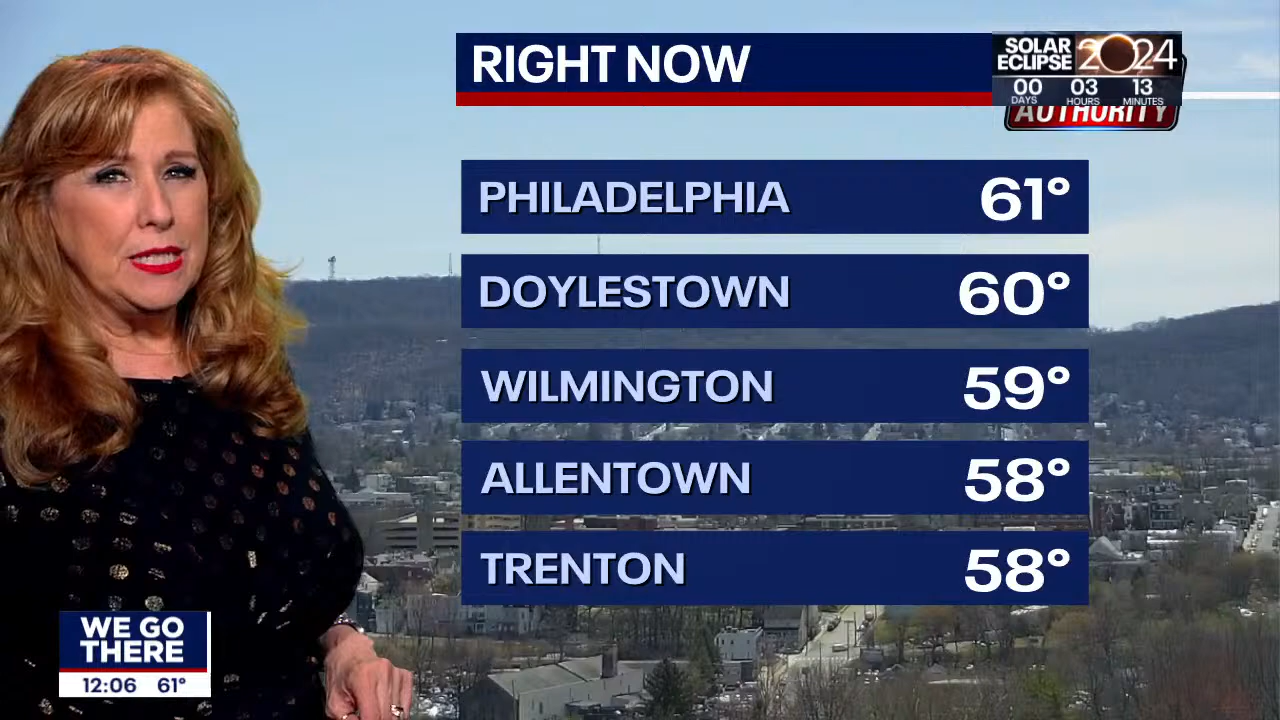 RIGHT NOW
SOLAR ECLIPSE 2024
00 DAYS 03 HOURS 13 MINUTES
AUTHORITY
PHILADELPHIA 61°
DOYLESTOWN 60°
WILMINGTON 59°
ALLENTOWN 58°
TRENTON 58°
WE GO
THERE
12:06 61°